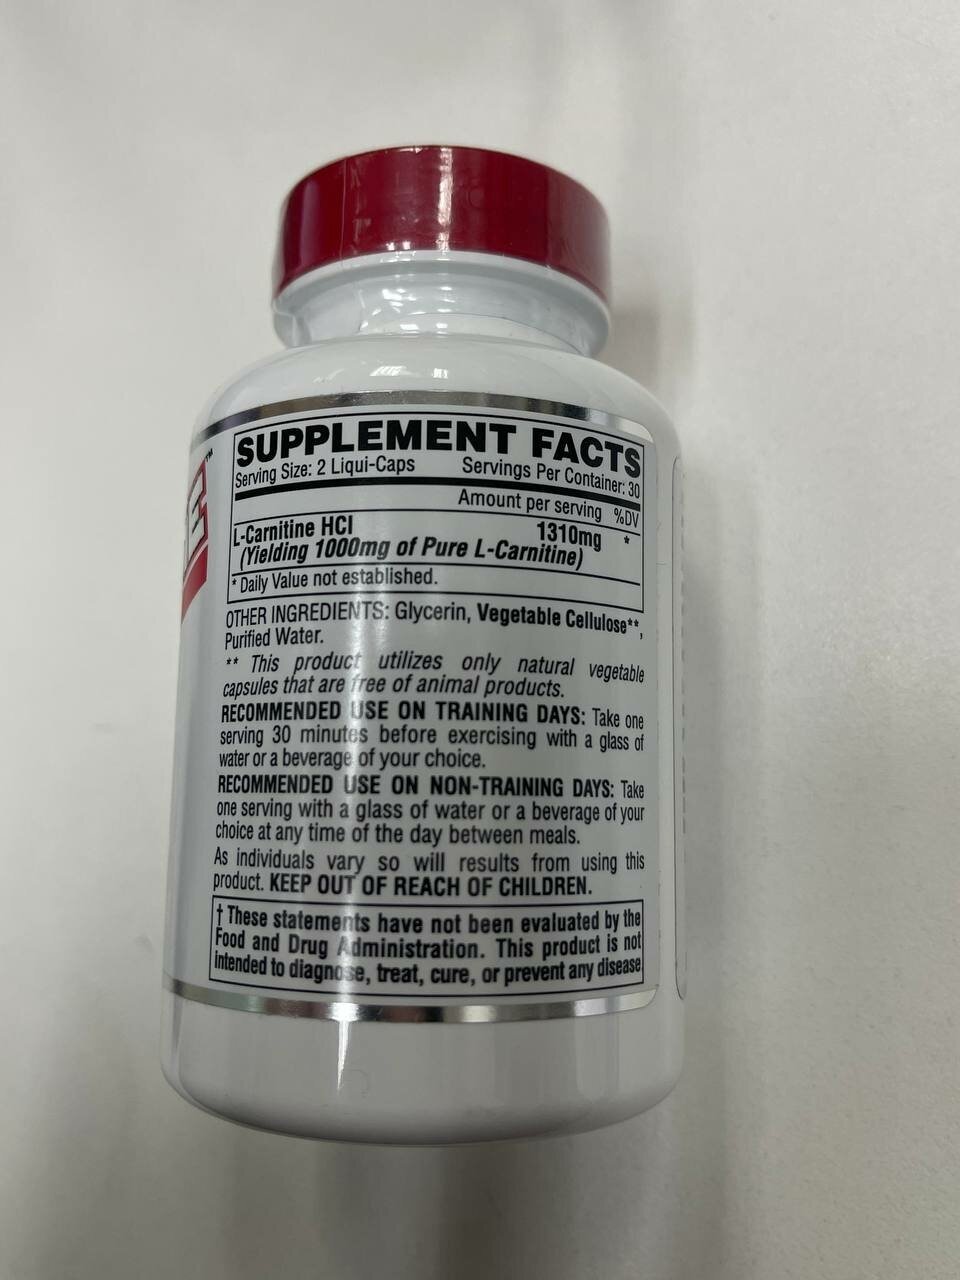 SUPPLEMENT FACTS
Serving Size: 2 Liqui-Caps Servings Per Container: 30
Amount per serving %DV
L-Carnitine HCl 1310mg *
(Yielding 1000mg of Pure L-Carnitine)
* Daily Value not established.
OTHER INGREDIENTS: Glycerin, Vegetable Cellulose**,
Purified Water.
** This product utilizes only natural vegetable
capsules that are free of animal products.
RECOMMENDED USE ON TRAINING DAYS: Take one
serving 30 minutes before exercising with a glass of
water or a beverage of your choice.
RECOMMENDED USE ON NON-TRAINING DAYS: Take
one serving with a glass of water or a beverage of your
choice at any time of the day between meals.
As individuals vary so will results from using this
product. KEEP OUT OF REACH OF CHILDREN.
† These statements have not been evaluated by the
Food and Drug Administration. This product is not
intended to diagnose, treat, cure, or prevent any disease